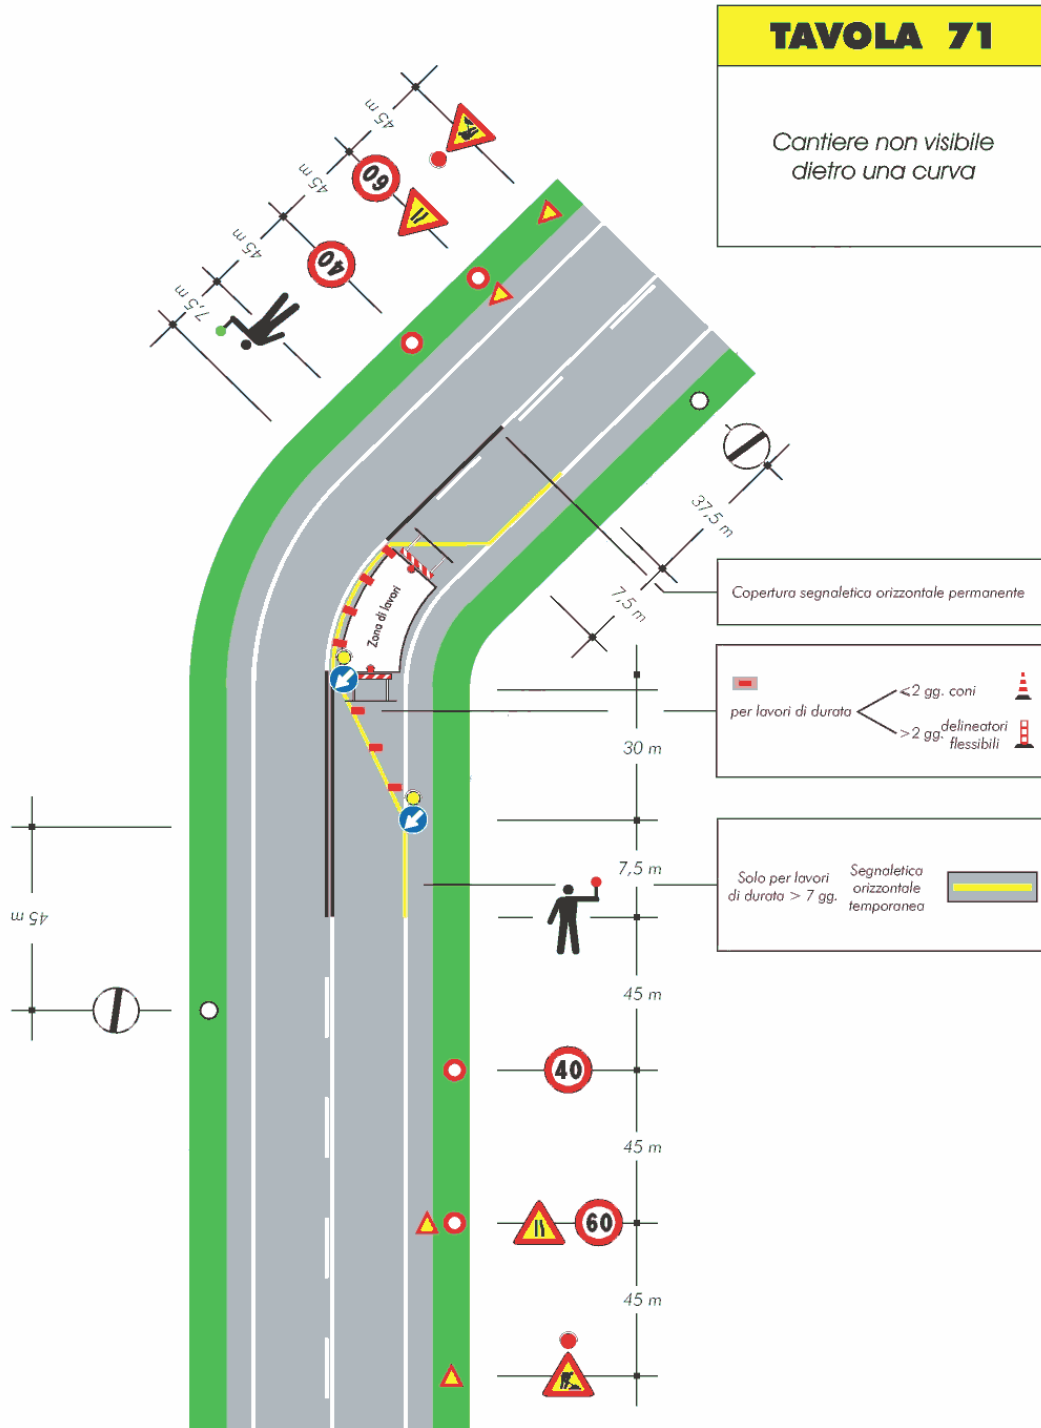 TAVOLA 71
Cantiere non visibile
dietro una curva
45 m
60
45 m
40
45 m
7,5 m
37,5 m
7,5 m
Copertura segnaletica orizzontale permanente
Zona di lavori
per lavori di durata
<2 gg. coni
>2 gg. delineatori
flessibili
30 m
7,5 m
Solo per lavori
di durata > 7 gg.
Segnaletica
orizzontale
temporanea
45 m
45 m
40
45 m
60
45 m